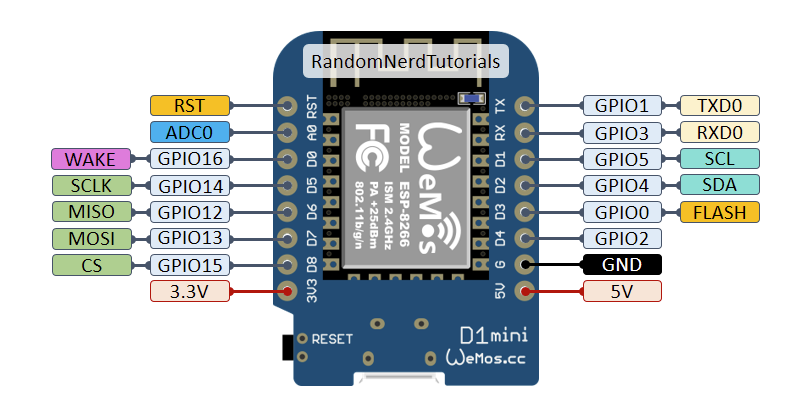 RandomNerdTutorials
RST RST TX GPIO1 TXD0
ADC0 A0 RX GPIO3 RXD0
WAKE GPIO16 D0 D1 GPIO5 SCL
SCLK GPIO14 D5 D2 GPIO4 SDA
MISO GPIO12 D6 D3 GPIO0 FLASH
MOSI GPIO13 D7 D4 GPIO2
CS GPIO15 D8 G GND
3.3V 3V3 5V 5V
WeMos
FC
MODEL ESP-8266
ISM 2.4GHz
PA +25dBm
802.11b/g/n
RESET
D1mini
WeMos.cc